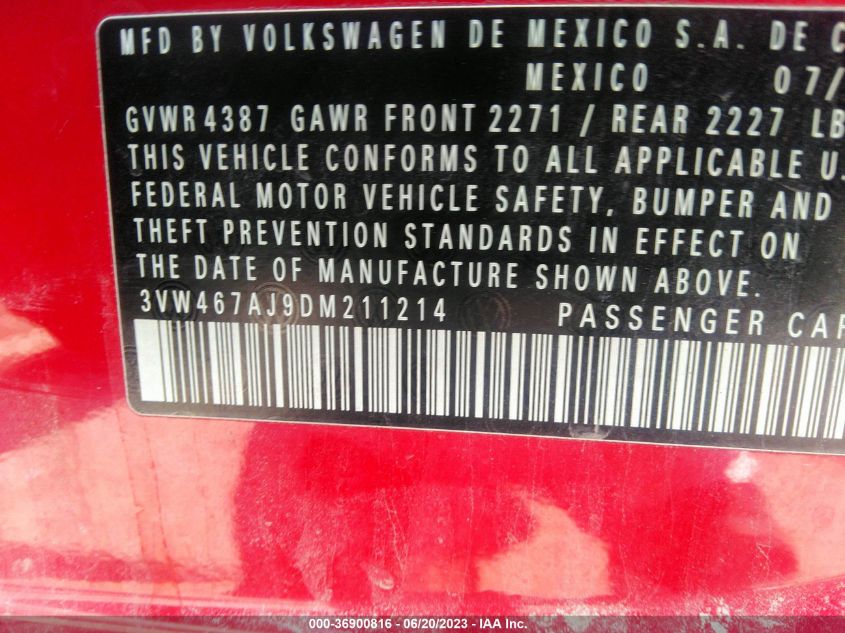 MFD BY VOLKSWAGEN DE MEXICO S.A. DE C
MEXICO 07/
GVWR 4387 GAWR FRONT 2271 / REAR 2227 LB
THIS VEHICLE CONFORMS TO ALL APPLICABLE U.
FEDERAL MOTOR VEHICLE SAFETY, BUMPER AND
THEFT PREVENTION STANDARDS IN EFFECT ON
THE DATE OF MANUFACTURE SHOWN ABOVE.
3VW467AJ9DM211214 PASSENGER CAR
000-36900816 - 06/20/2023 - © IAA Inc.